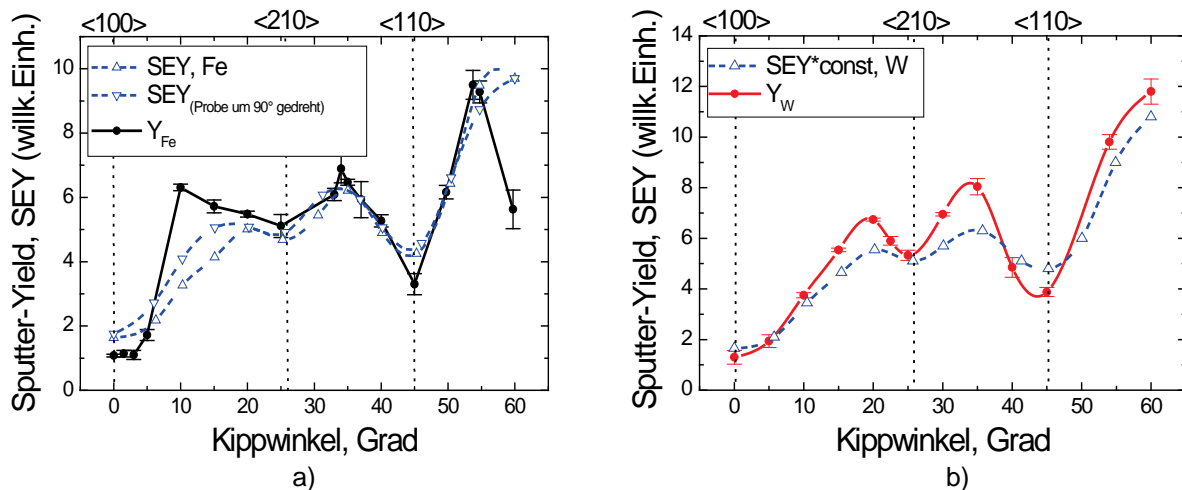 <100> <210> <110>
SEY, Fe
SEY(Probe um 90° gedreht)
YFe
Sputter-Yield, SEY (willk.Einh.)
10
8
6
4
2
0
0 10 20 30 40 50 60
Kippwinkel, Grad
a)
<100> <210> <110>
SEY*const, W
YW
Sputter-Yield, SEY (willk.Einh.)
14
12
10
8
6
4
2
0
0 10 20 30 40 50 60
Kippwinkel, Grad
b)